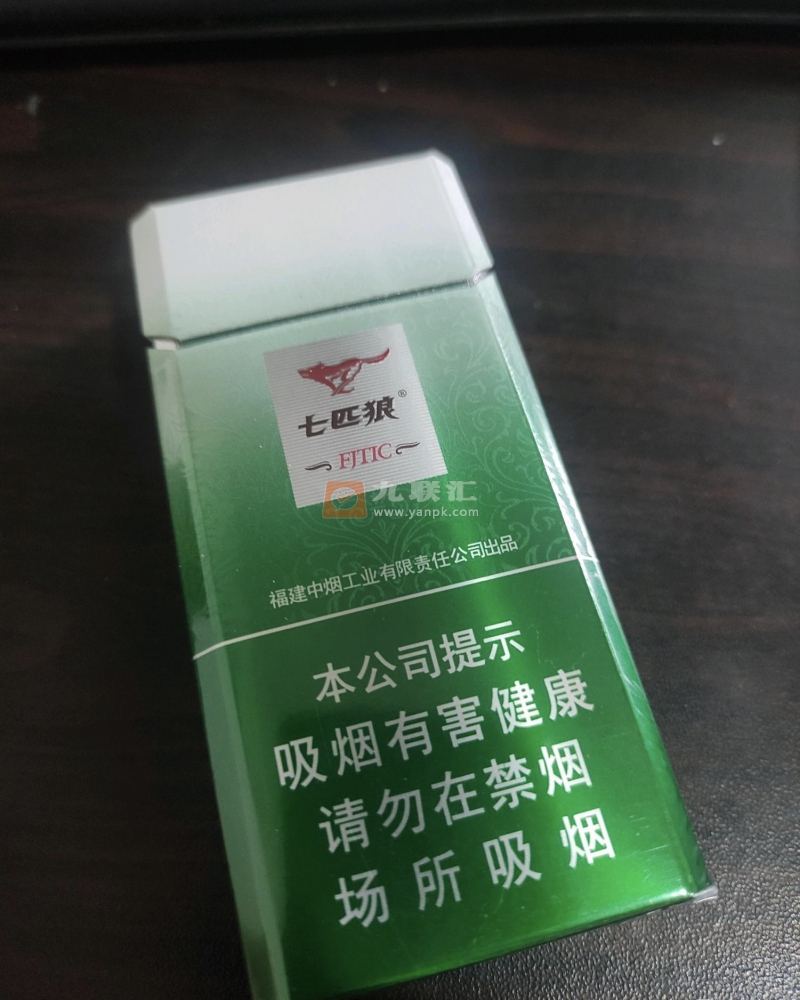 七匹狼®
FJTIC
九联汇
www.yanpk.com
福建中烟工业有限责任公司出品
本公司提示
吸烟有害健康
请勿在禁烟
场所吸烟